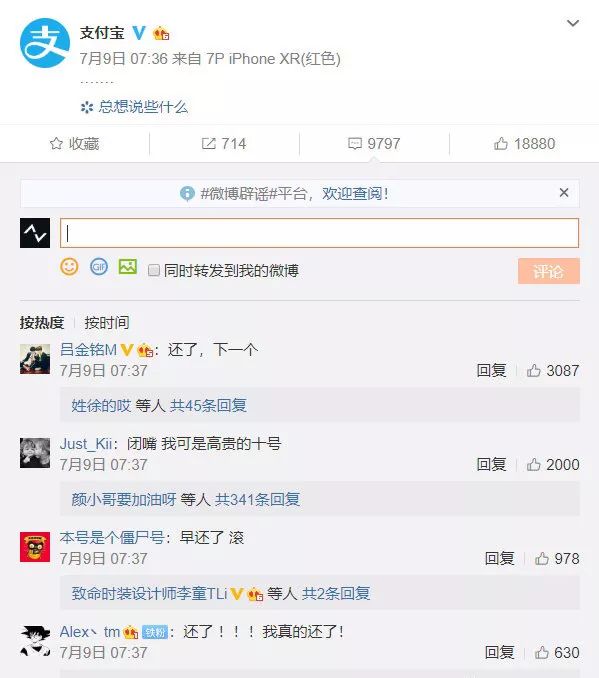 支付宝
7月9日 07:36 来自 7P iPhone XR(红色)
.......
总想说些什么
收藏 714 9797 18880
#微博辟谣#平台，欢迎查阅！
GIF 同时转发到我的微博 评论
按热度 按时间
吕金铭M：还了，下一个
7月9日 07:37 回复 3087
姓徐的哎 等人 共45条回复
Just_Kii：闭嘴 我可是高贵的十号
7月9日 07:37 回复 2000
颜小哥要加油呀 等人 共341条回复
本号是个僵尸号：早还了 滚
7月9日 07:37 回复 978
致命时装设计师李童TLi 等人 共2条回复
Alex丶tm 铁粉：还了！！！我真的还了！
7月9日 07:37 回复 630